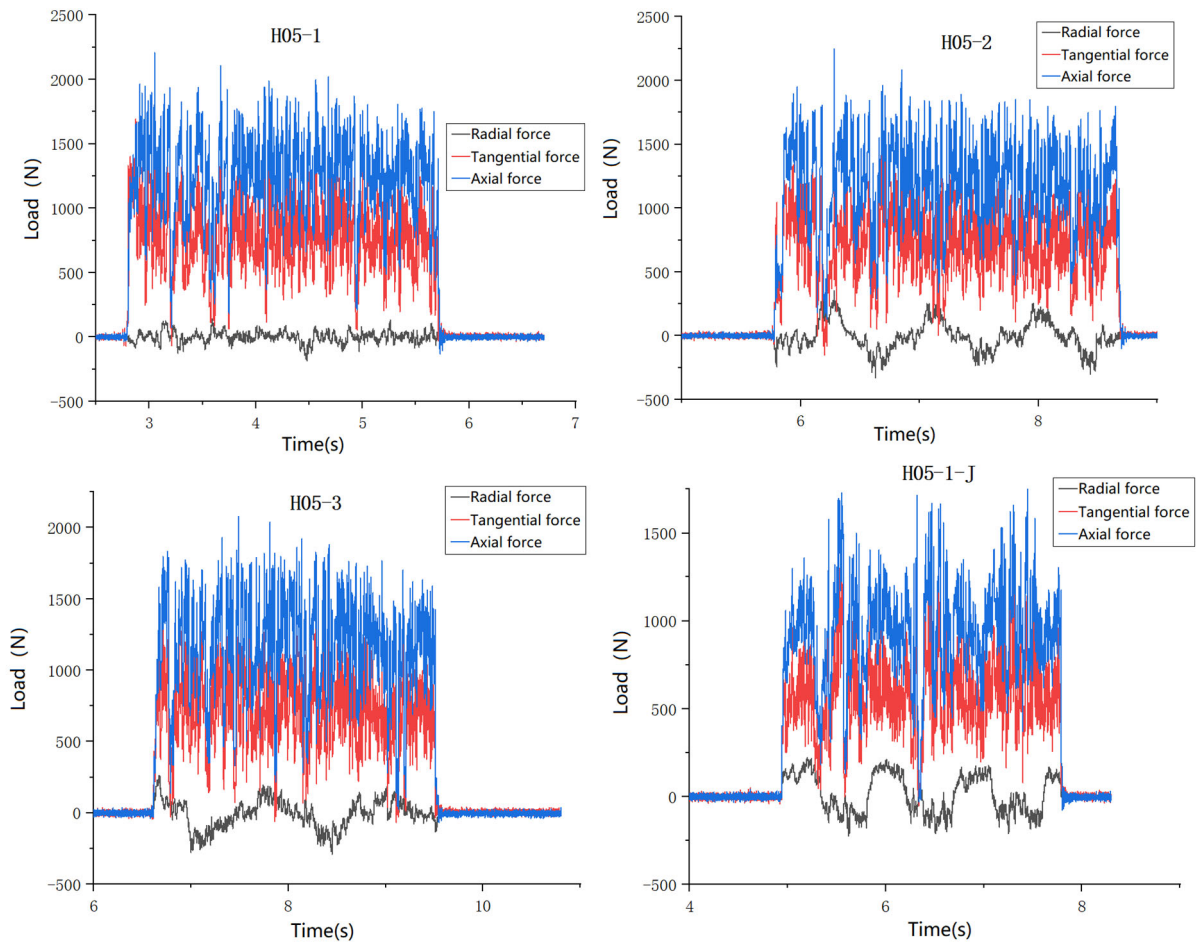 H05-1
2500
2000
1500
1000
500
0
-500
Load (N)
Radial force
Tangential force
Axial force
3
4
5
6
7
Time(s)
H05-2
2500
2000
1500
1000
500
0
-500
Load (N)
Radial force
Tangential force
Axial force
6
8
Time(s)
H05-3
2000
1500
1000
500
0
-500
Load (N)
Radial force
Tangential force
Axial force
6
8
10
Time(s)
H05-1-J
1500
1000
500
0
-500
Load (N)
Radial force
Tangential force
Axial force
4
6
8
Time(s)